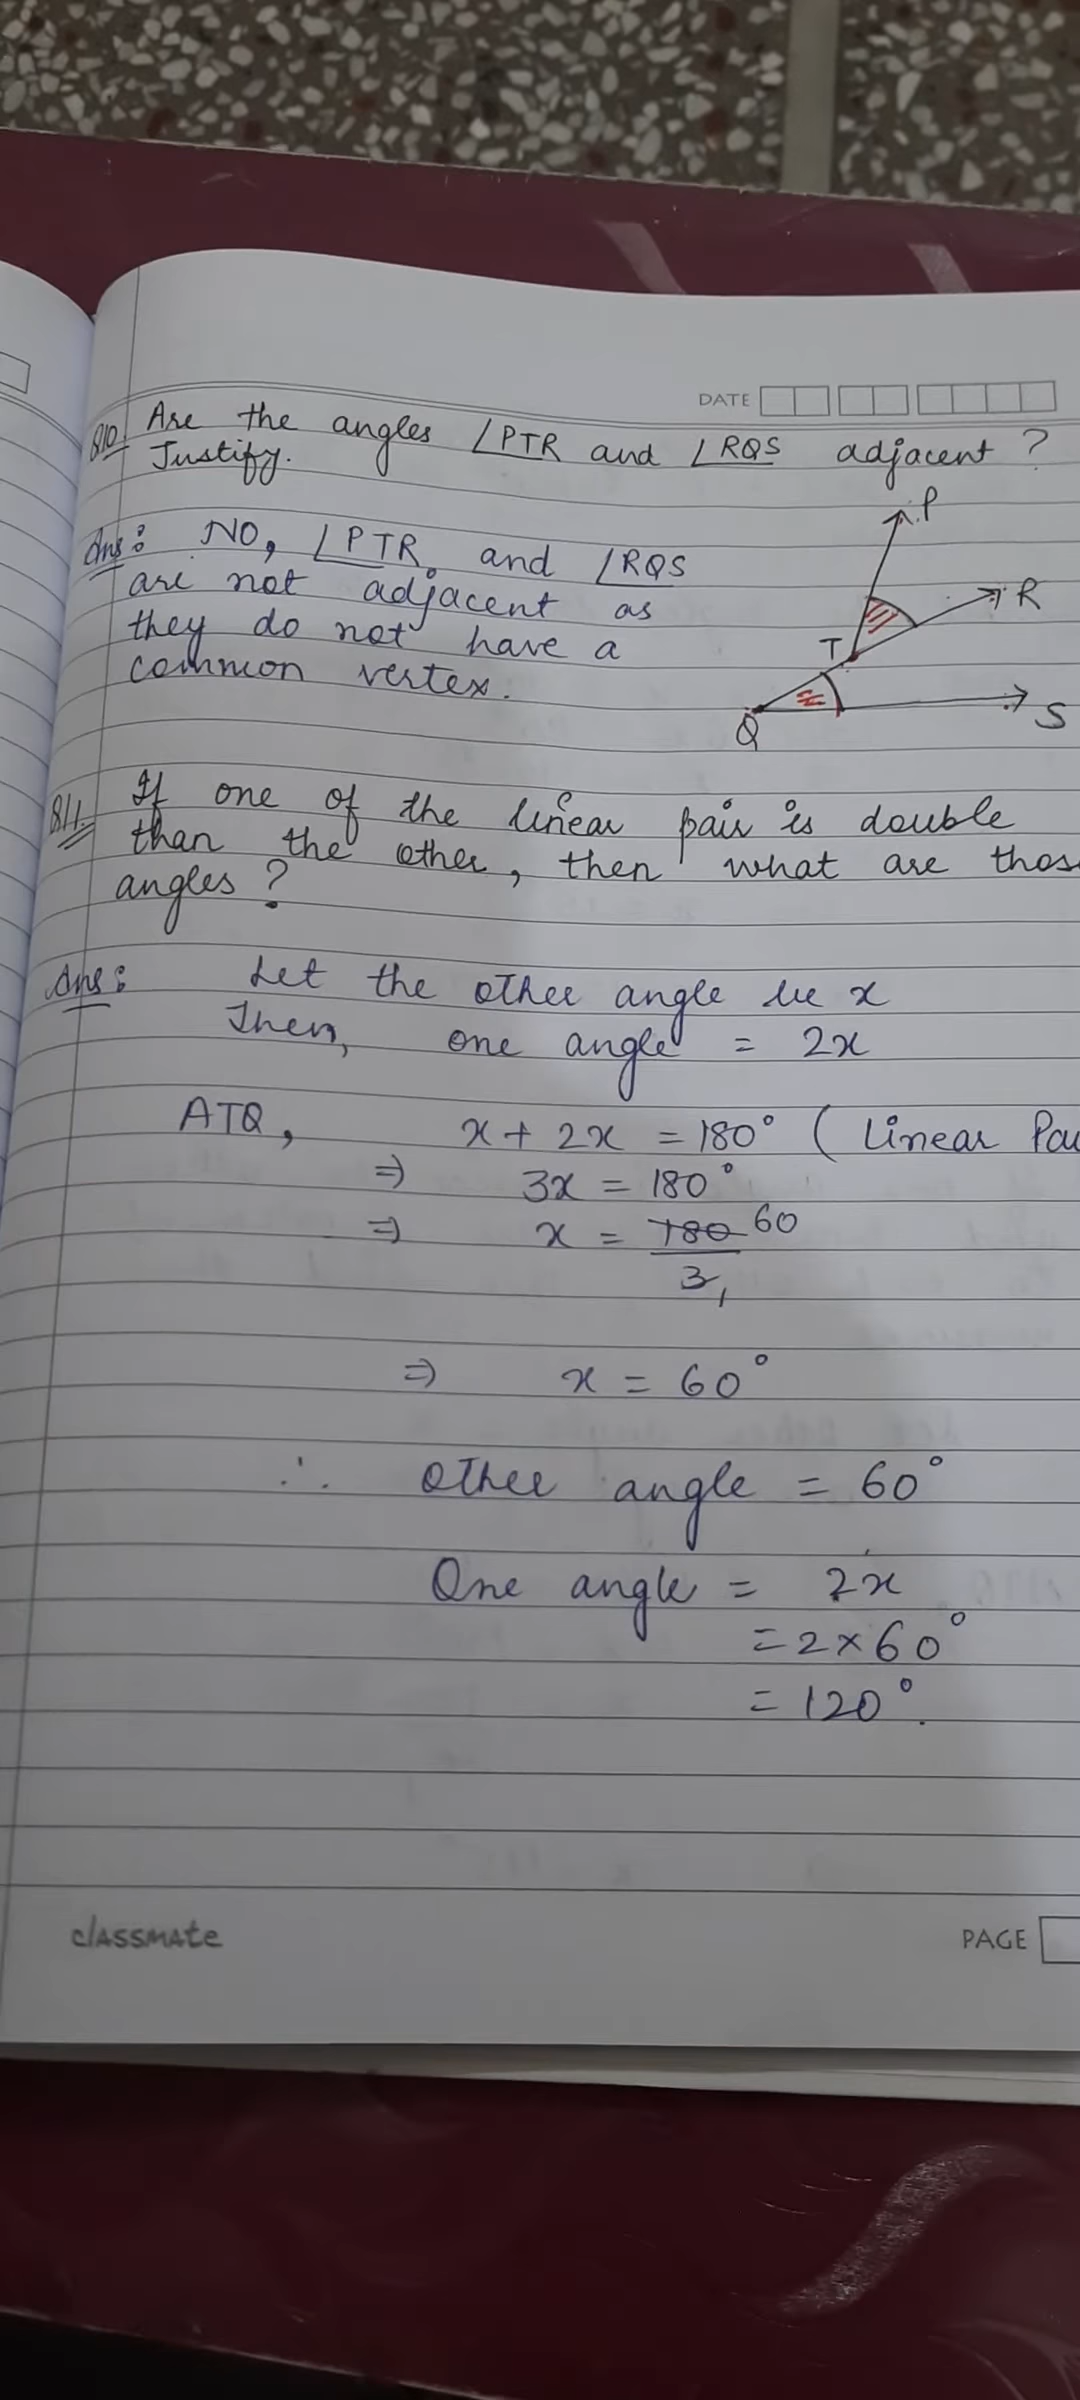 DATE
Q10 Are the angles ∠PTR and ∠RQS adjacent ?
Justify.
Ans: NO, ∠PTR and ∠RQS
are not adjacent as
they do not have a
common vertex.
P
R
T
Q
S
Q11. If one of the linear pair is double
than the other, then what are thos
angles ?
Ans: Let the other angle be x
Then, one angle = 2x
ATQ, x + 2x = 180° ( Linear Pa
⇒ 3x = 180°
⇒ x = 180 60
3 1
⇒ x = 60°
∴ Other angle = 60°
One angle = 2x
= 2 × 60°
= 120°.
classmate
PAGE